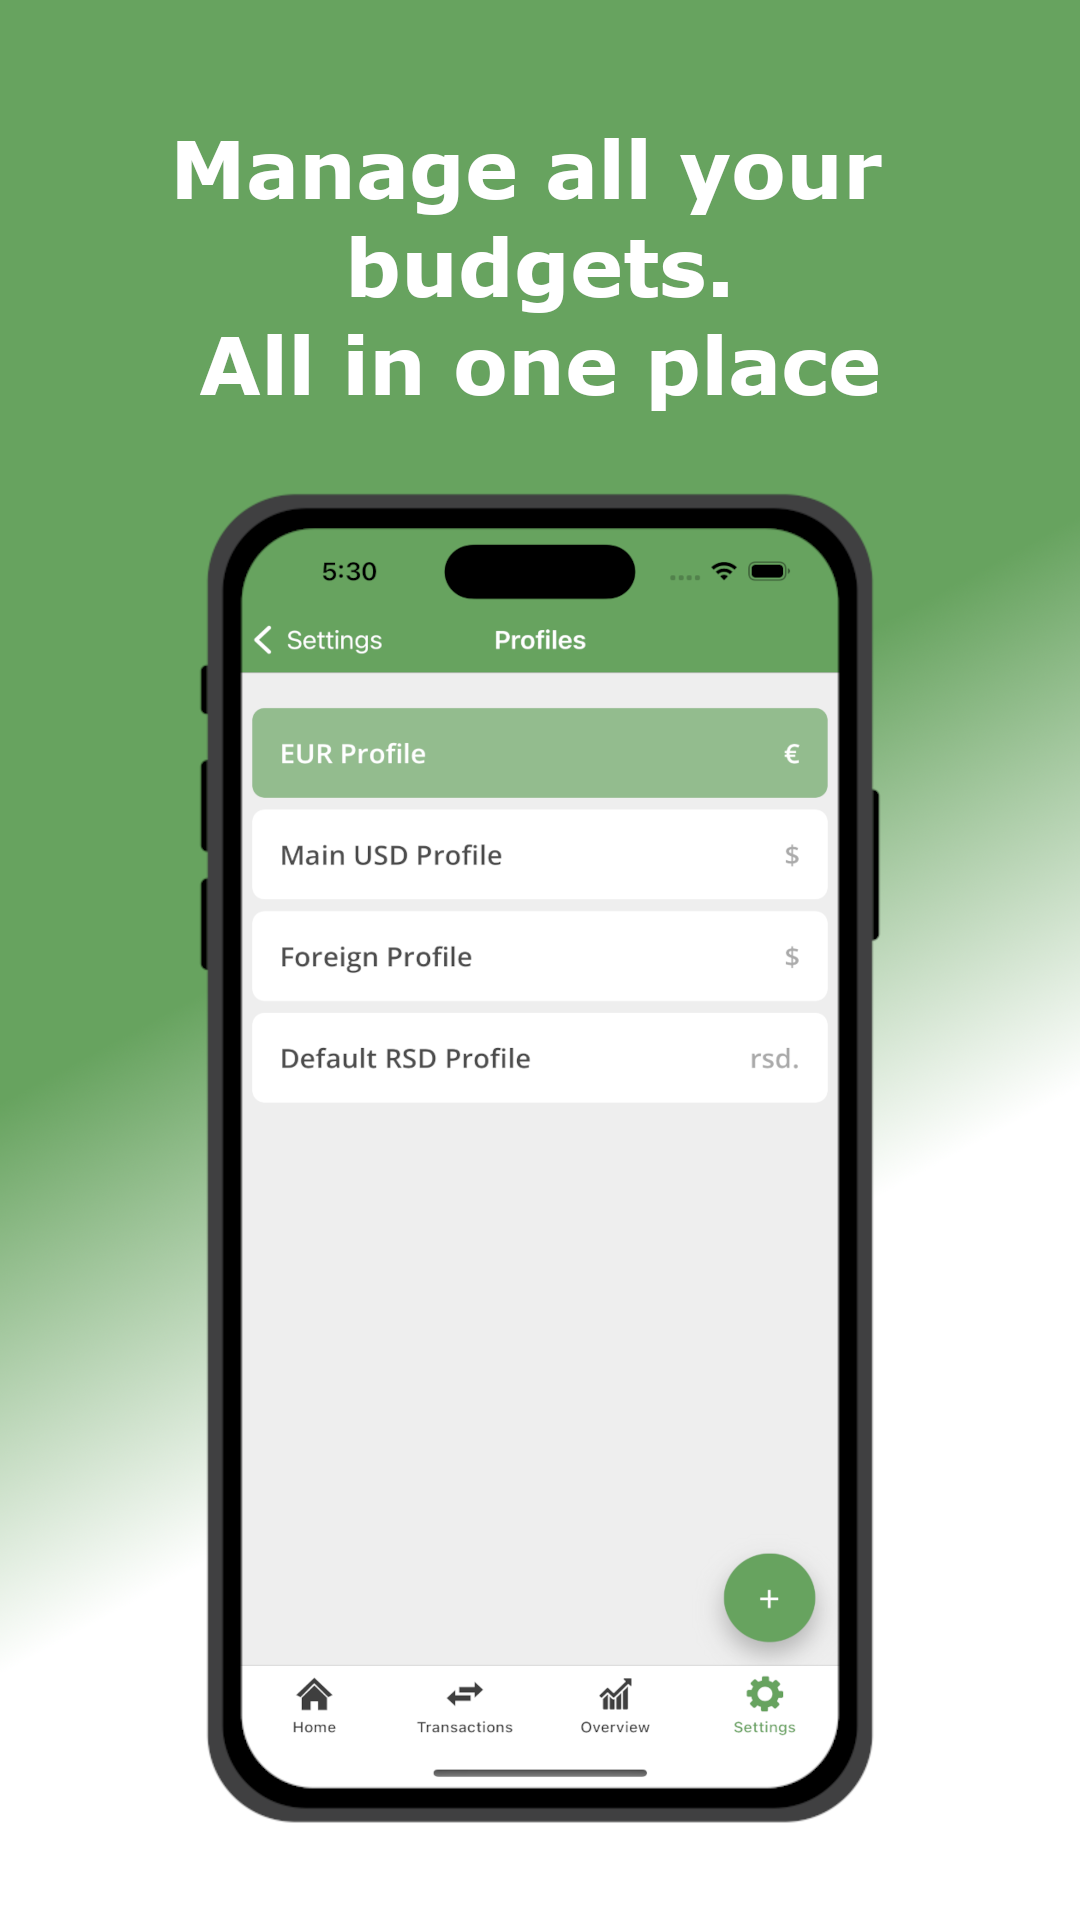 Manage all your
budgets.
All in one place
5:30
Settings
Profiles
EUR Profile €
Main USD Profile $
Foreign Profile $
Default RSD Profile rsd.
+
Home Transactions Overview Settings